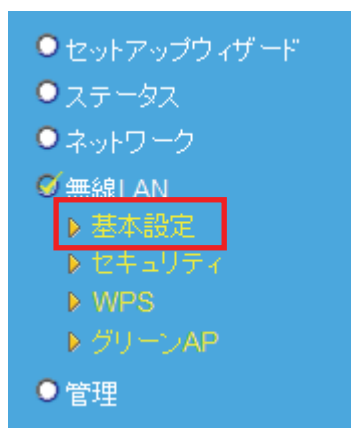 セットアップウィザード
ステータス
ネットワーク
無線LAN
基本設定
セキュリティ
WPS
グリーンAP
管理